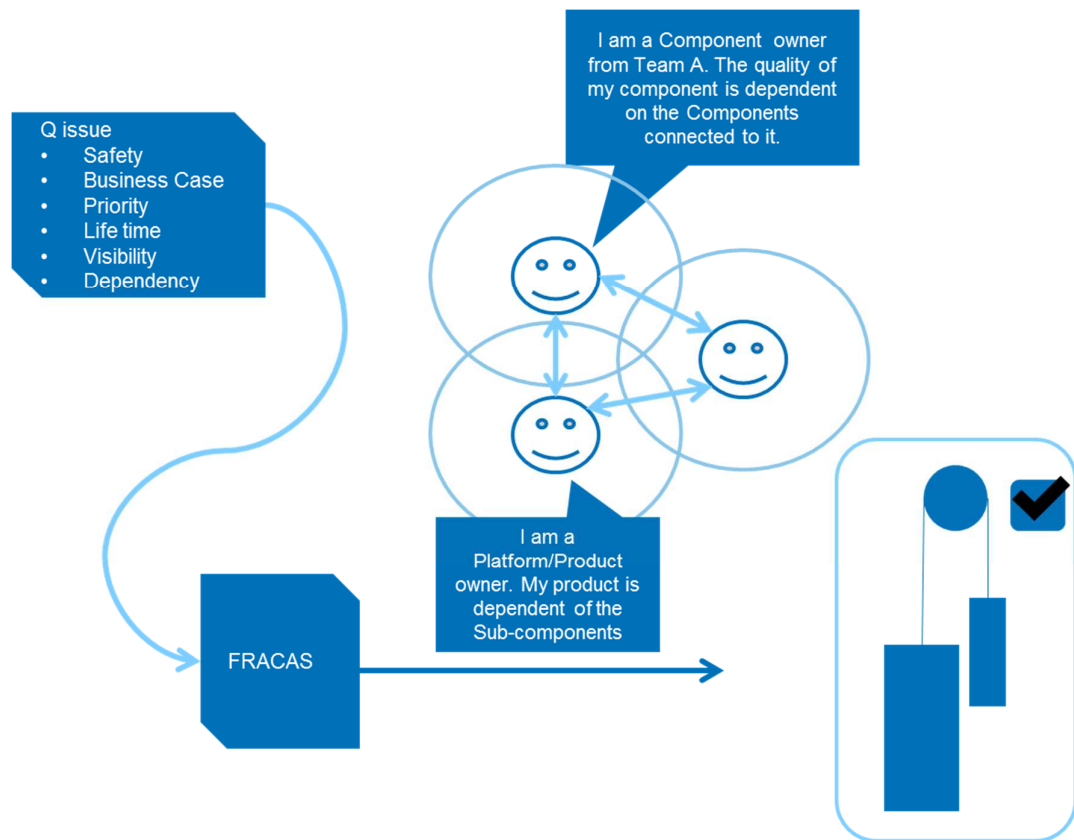 I am a Component owner
from Team A. The quality of
my component is dependent
on the Components
connected to it.
Q issue
• Safety
• Business Case
• Priority
• Life time
• Visibility
• Dependency
I am a
Platform/Product
owner. My product is
dependent of the
Sub-components
FRACAS